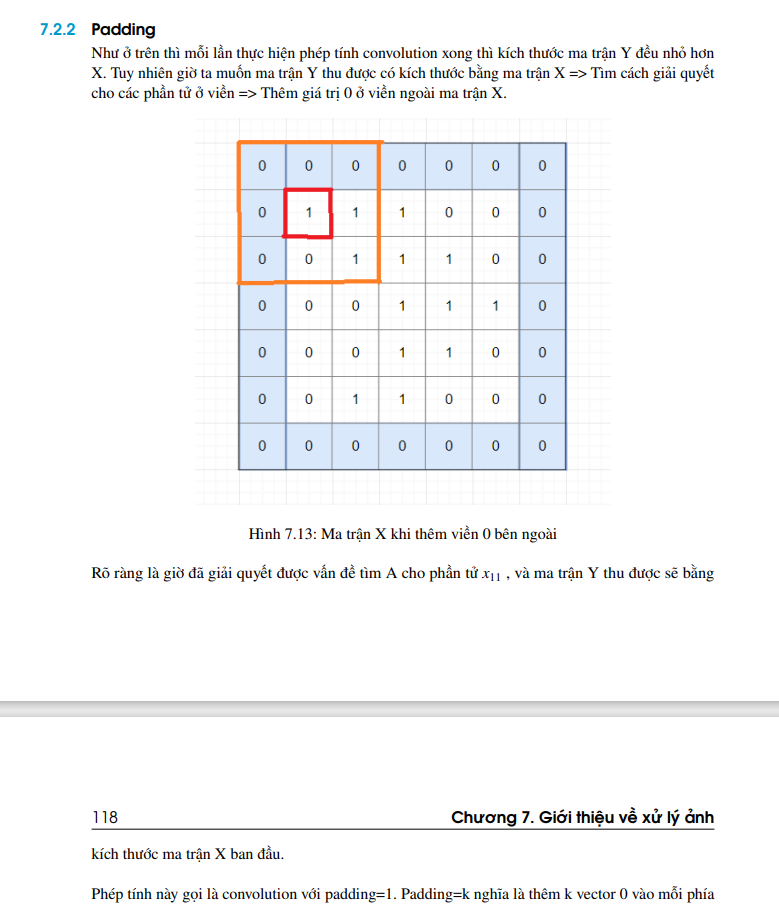 7.2.2 Padding
Như ở trên thì mỗi lần thực hiện phép tính convolution xong thì kích thước ma trận Y đều nhỏ hơn
X. Tuy nhiên giờ ta muốn ma trận Y thu được có kích thước bằng ma trận X => Tìm cách giải quyết
cho các phần tử ở viền => Thêm giá trị 0 ở viền ngoài ma trận X.
0 0 0 0 0 0 0
0 1 1 1 0 0 0
0 0 1 1 1 0 0
0 0 0 1 1 1 0
0 0 0 1 1 0 0
0 0 1 1 0 0 0
0 0 0 0 0 0 0
Hình 7.13: Ma trận X khi thêm viền 0 bên ngoài
Rõ ràng là giờ đã giải quyết được vấn đề tìm A cho phần tử x₁₁ , và ma trận Y thu được sẽ bằng
118 Chương 7. Giới thiệu về xử lý ảnh
kích thước ma trận X ban đầu.
Phép tính này gọi là convolution với padding=1. Padding=k nghĩa là thêm k vector 0 vào mỗi phía